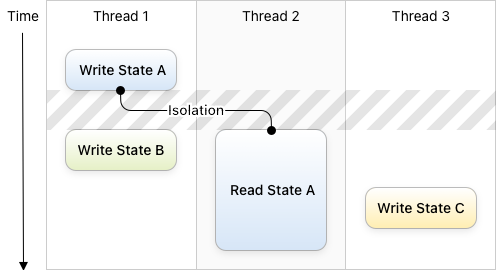 Time
Thread 1
Thread 2
Thread 3
Write State A
Isolation
Write State B
Read State A
Write State C